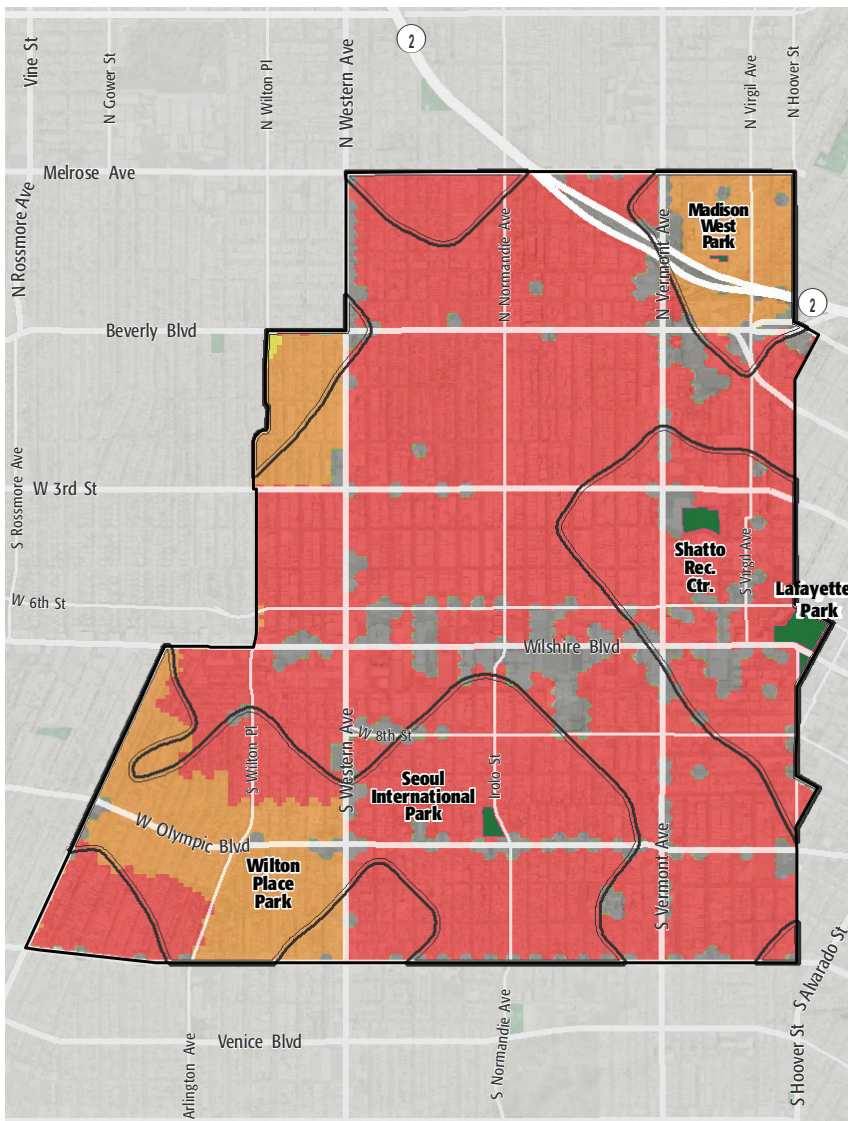 Vine St
N Gower St
N Wilton Pl
N Western Ave
2
N Virgil Ave
N Hoover St
Melrose Ave
N Rossmore Ave
N Normandie Ave
N Vermont Ave
Madison
West
Park
2
Beverly Blvd
S Rossmore Ave
W 3rd St
Shatto
Rec.
Ctr.
S Virgil Ave
Lafayette
Park
W 6th St
Wilshire Blvd
S Wilton Pl
S Western Ave
W 8th St
Irolo St
Seoul
International
Park
W Olympic Blvd
Wilton
Place
Park
S Vermont Ave
S Alvarado St
Arlington Ave
Venice Blvd
S Normandie Ave
S Hoover St